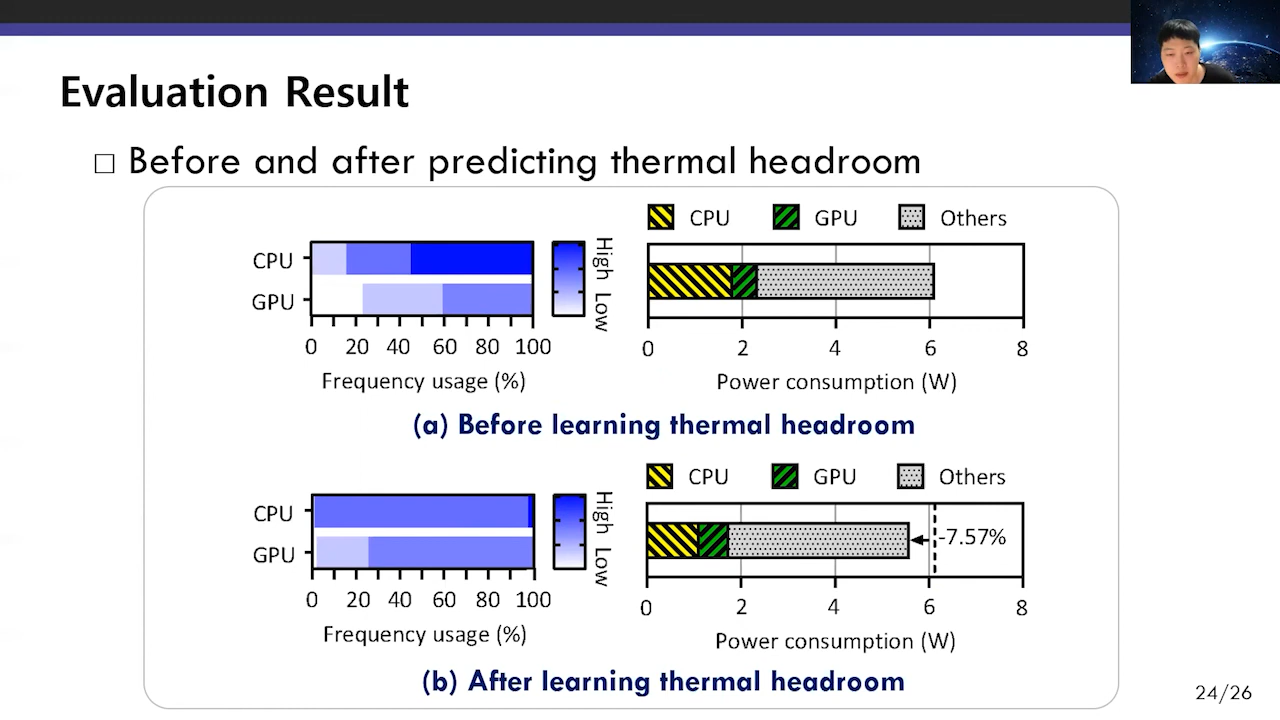 Evaluation Result
□ Before and after predicting thermal headroom
CPU GPU Others
CPU
GPU
High Low
0 20 40 60 80 100
Frequency usage (%)
0 2 4 6 8
Power consumption (W)
(a) Before learning thermal headroom
CPU GPU Others
CPU
GPU
High Low
-7.57%
0 20 40 60 80 100
Frequency usage (%)
0 2 4 6 8
Power consumption (W)
(b) After learning thermal headroom
24/26